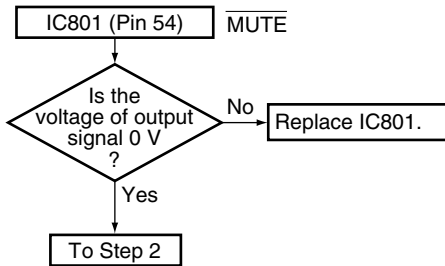 IC801 (Pin 54)
MUTE
Is the
voltage of output
signal 0 V
?
No
Replace IC801.
Yes
To Step 2